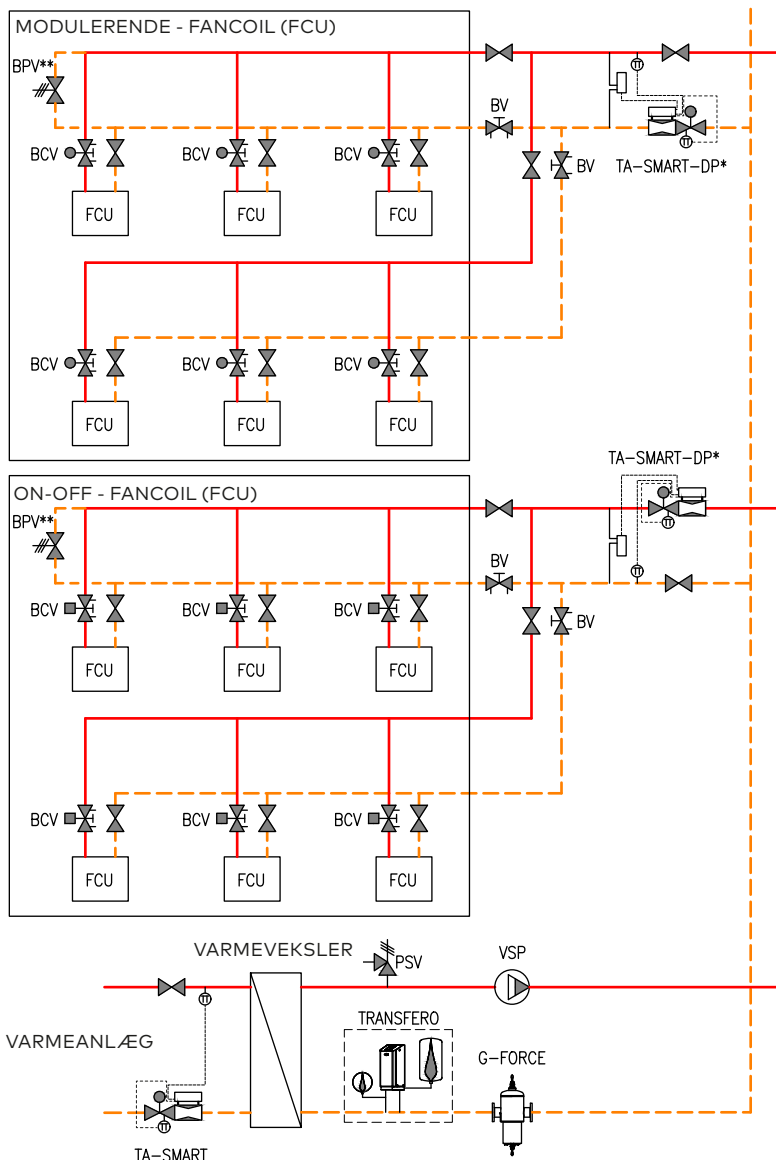 MODULERENDE - FANCOIL (FCU)
BPV**
BV
BCV BCV BCV
BV
TA-SMART-DP*
FCU FCU FCU
BCV BCV BCV
FCU FCU FCU
TA-SMART-DP*
ON-OFF - FANCOIL (FCU)
BPV**
BV
BCV BCV BCV
BV
FCU FCU FCU
BCV BCV BCV
FCU FCU FCU
VARMEVEKSLER
PSV
VSP
TRANSFERO
VARMEANLÆG
G-FORCE
TA-SMART